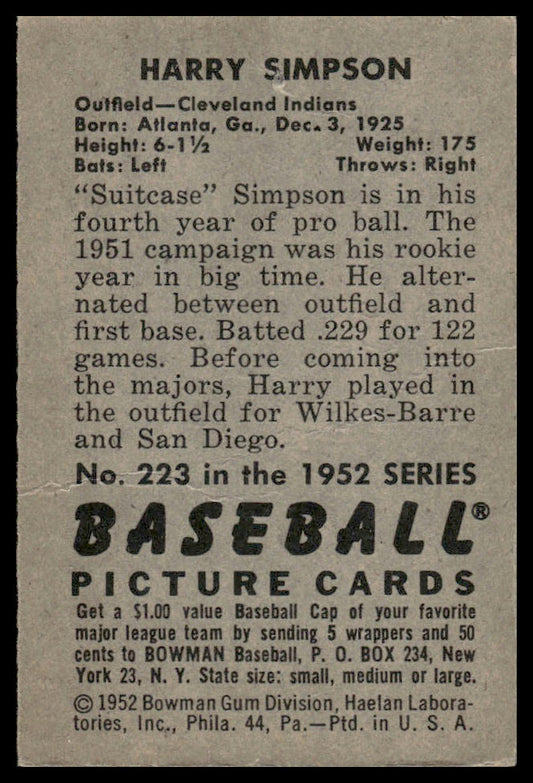 HARRY SIMPSON
Outfield—Cleveland Indians
Born: Atlanta, Ga., Dec. 3, 1925
Height: 6-1½ Weight: 175
Bats: Left Throws: Right
"Suitcase" Simpson is in his
fourth year of pro ball. The
1951 campaign was his rookie
year in big time. He alter-
nated between outfield and
first base. Batted .229 for 122
games. Before coming into
the majors, Harry played in
the outfield for Wilkes-Barre
and San Diego.
No. 223 in the 1952 SERIES
BASEBALL®
PICTURE CARDS
Get a $1.00 value Baseball Cap of your favorite
major league team by sending 5 wrappers and 50
cents to BOWMAN Baseball, P. O. BOX 234, New
York 23, N. Y. State size: small, medium or large.
© 1952 Bowman Gum Division, Haelan Labora-
tories, Inc., Phila. 44, Pa.—Ptd. in U. S. A.